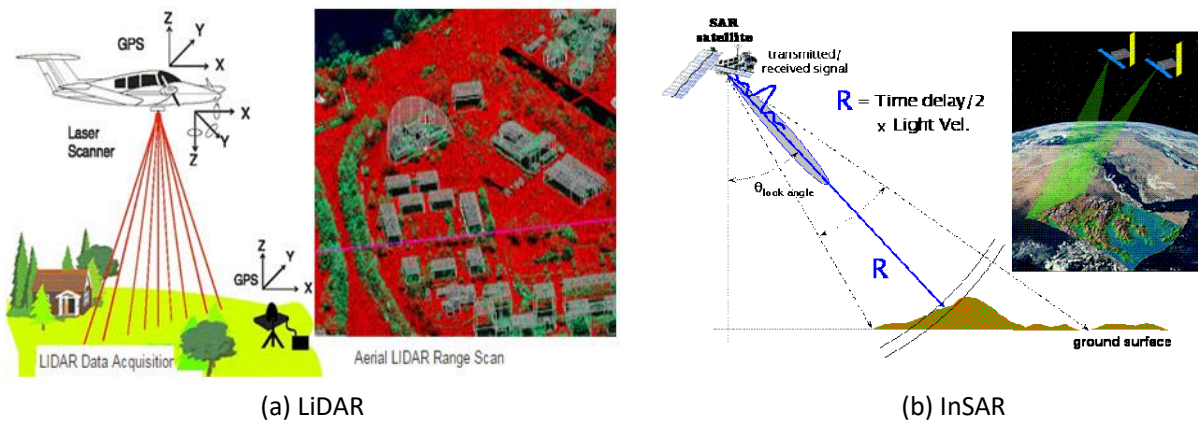 Z
Y
GPS
X
X
Y
Z
Laser
Scanner
Z
Y
GPS
X
LIDAR Data Acquisition
Aerial LIDAR Range Scan
(a) LiDAR
SAR
satellite
transmitted/
received signal
R = Time delay/2
x Light Vel.
θlook angle
R
ground surface
(b) InSAR